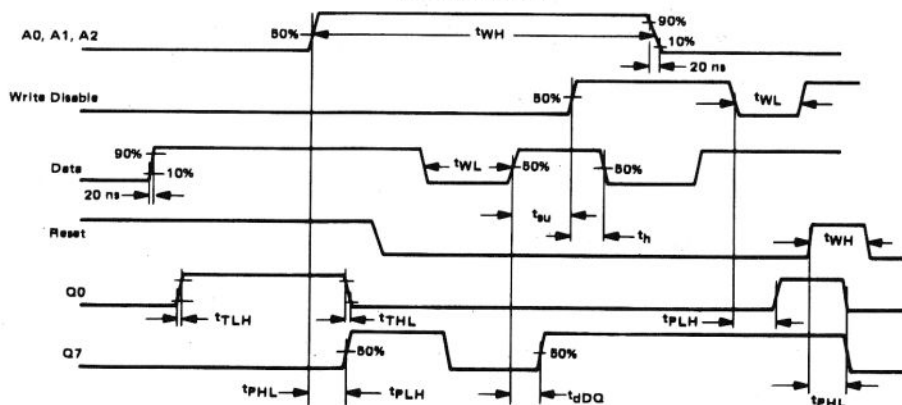 A0, A1, A2
50%
tWH
90%
10%
20 ns
Write Disable
50%
tWL
Data
90%
10%
20 ns
tWL
50%
50%
tsu
th
Reset
tWH
Q0
tTLH
tTHL
tPLH
Q7
50%
50%
tPHL
tPLH
tdDQ
tPHL